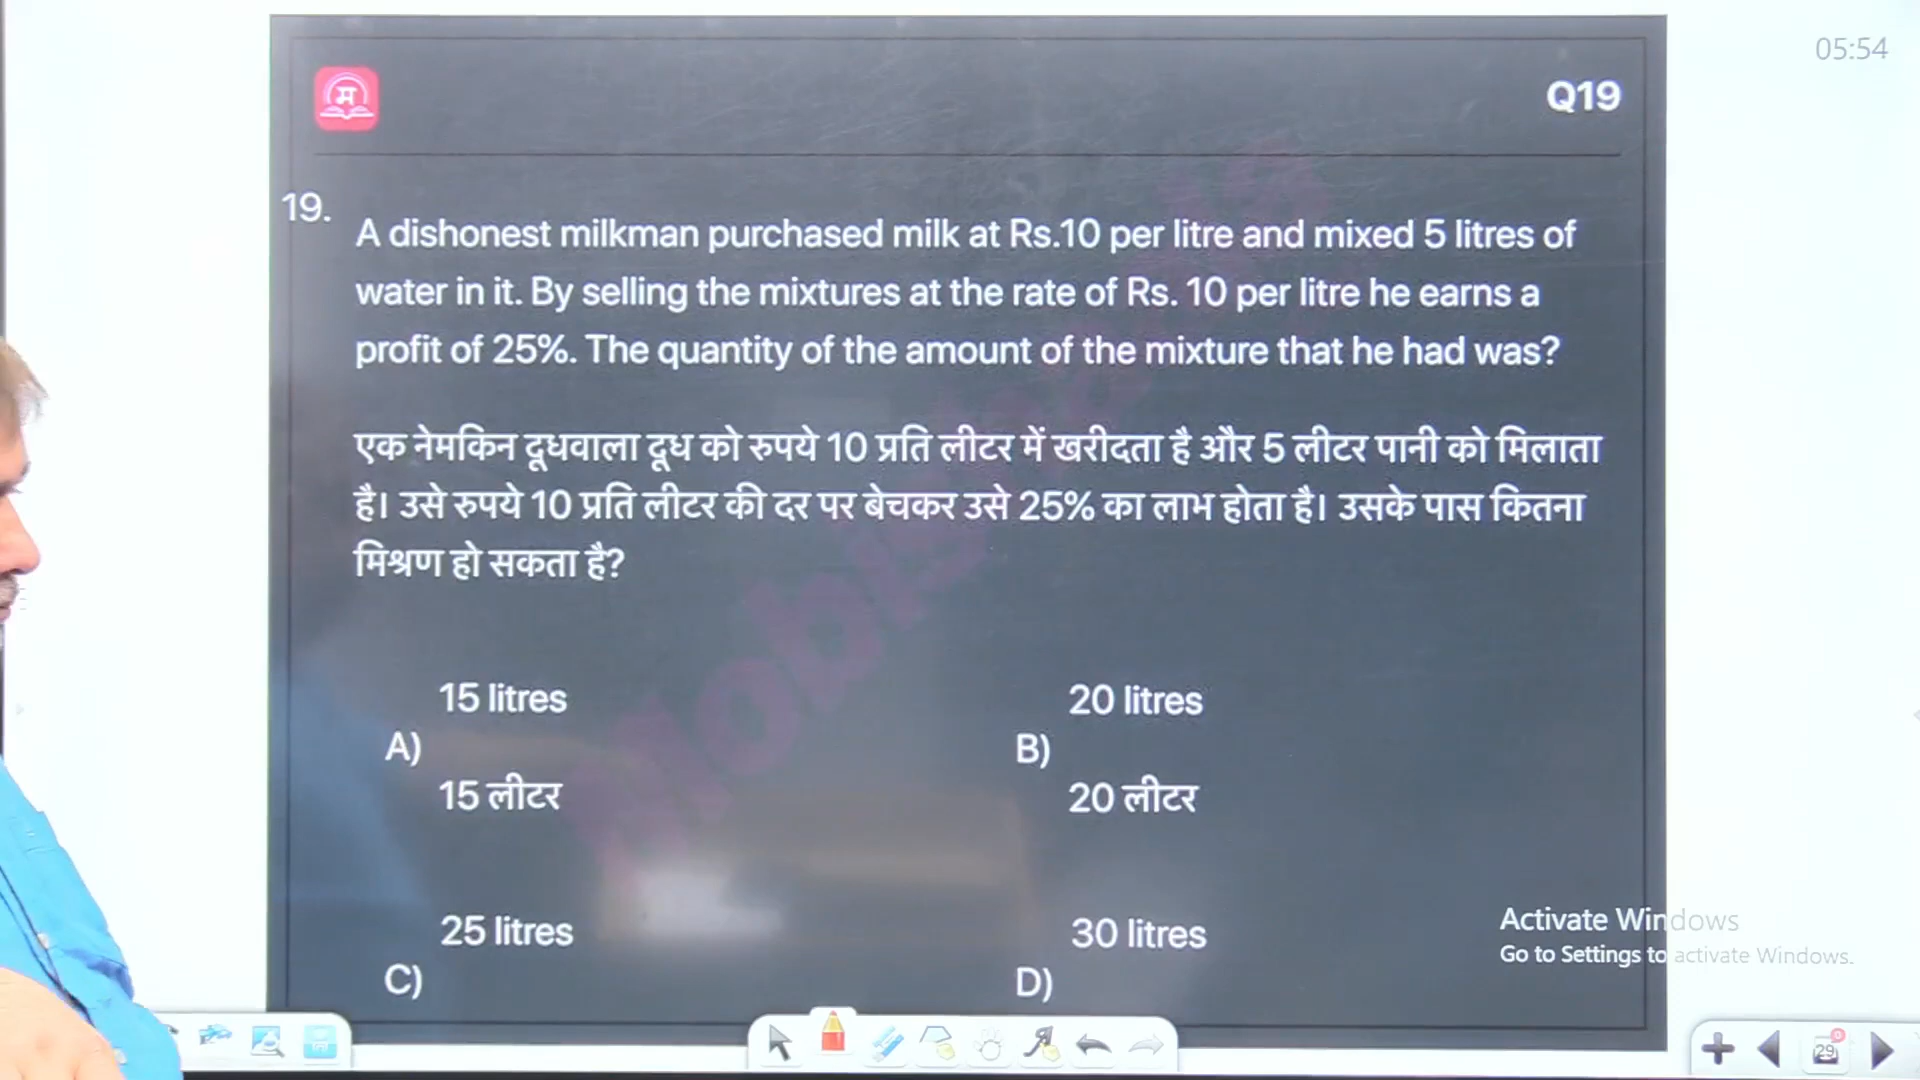 05:54
म
Q19
19.
A dishonest milkman purchased milk at Rs.10 per litre and mixed 5 litres of
water in it. By selling the mixtures at the rate of Rs. 10 per litre he earns a
profit of 25%. The quantity of the amount of the mixture that he had was?
एक नेमकिन दूधवाला दूध को रुपये 10 प्रति लीटर में खरीदता है और 5 लीटर पानी को मिलाता
है। उसे रुपये 10 प्रति लीटर की दर पर बेचकर उसे 25% का लाभ होता है। उसके पास कितना
मिश्रण हो सकता है?
A)
15 litres
15 लीटर
B)
20 litres
20 लीटर
C)
25 litres
D)
30 litres
Activate Windows
Go to Settings to activate Windows.
29